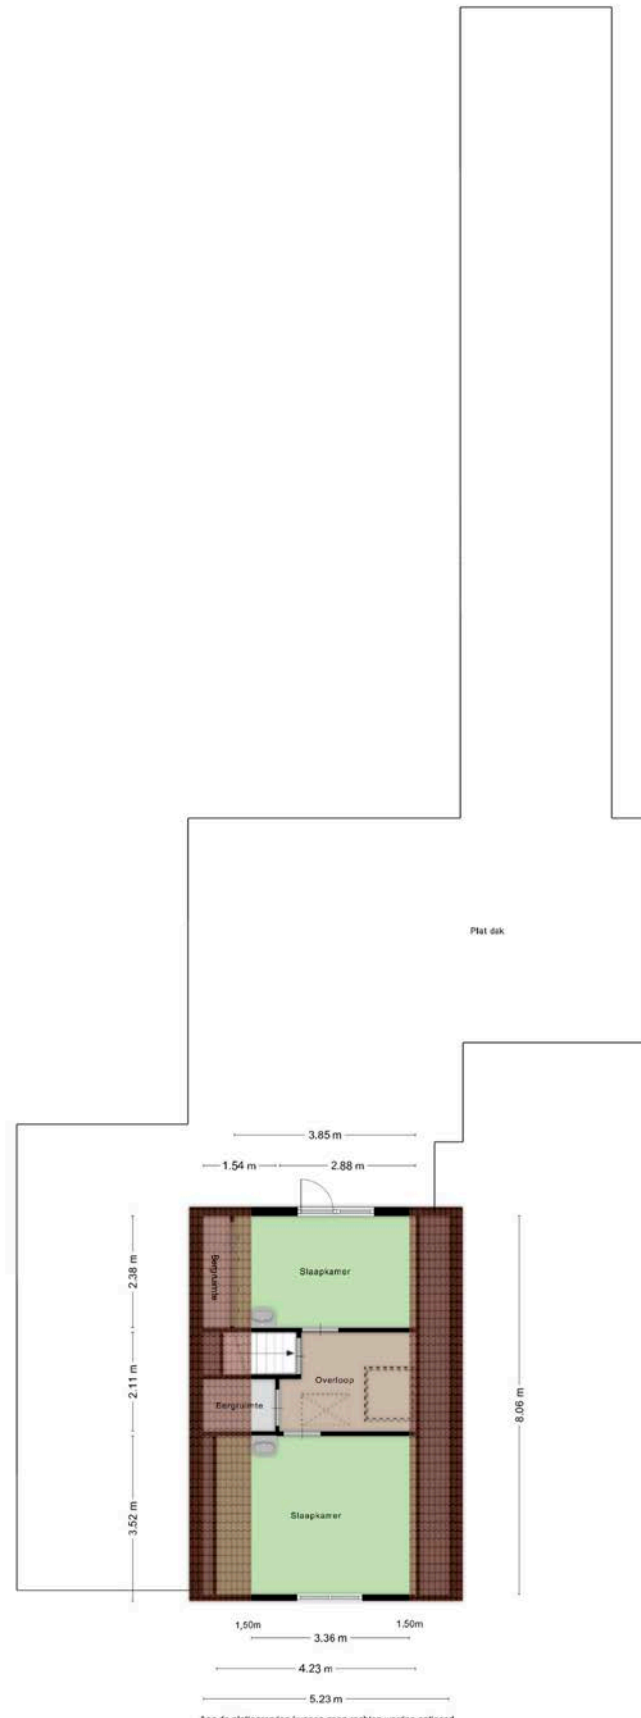 Plat dak
3.85 m
1.54 m
2.88 m
2.38 m
Bergruimte
Slaapkamer
2.11 m
Overloop
Bergruimte
8.06 m
3.52 m
Slaapkamer
1,50m
1.50m
3.36 m
4.23 m
5.23 m